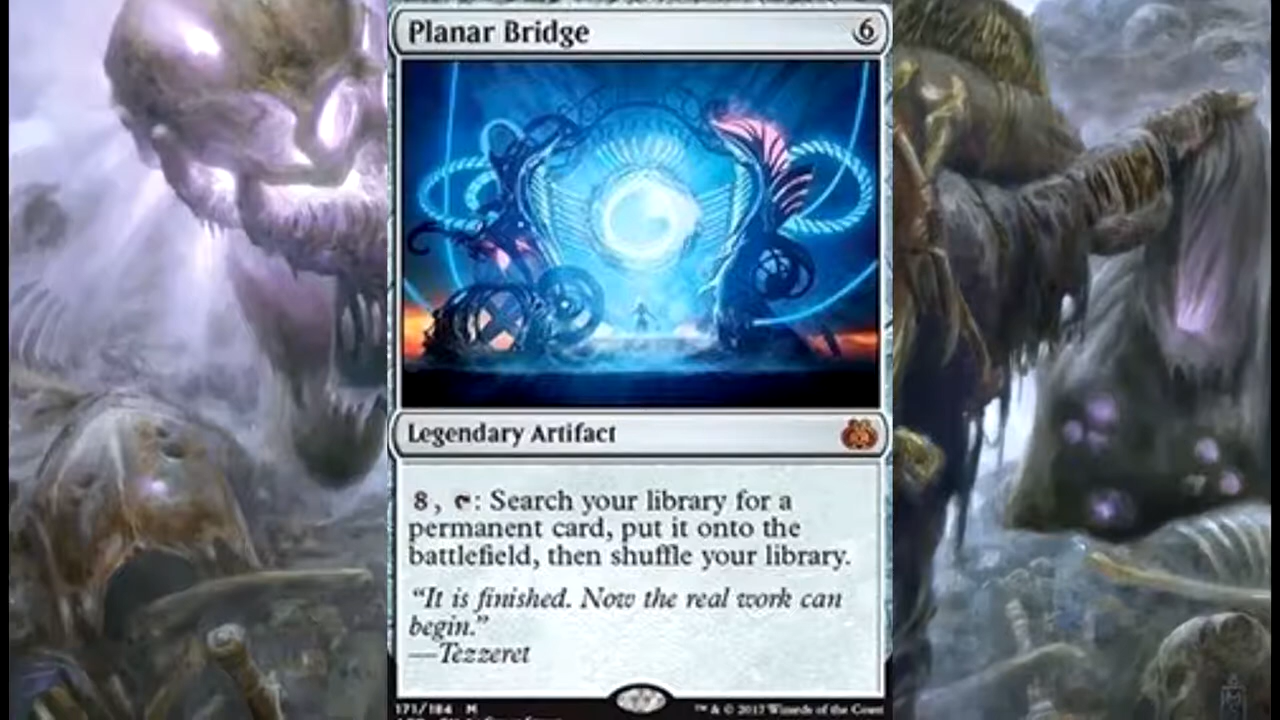 Planar Bridge 6
Legendary Artifact
8, T: Search your library for a
permanent card, put it onto the
battlefield, then shuffle your library.
"It is finished. Now the real work can
begin."
—Tezzeret
171/184 M
™ & © 2017 Wizards of the Coast